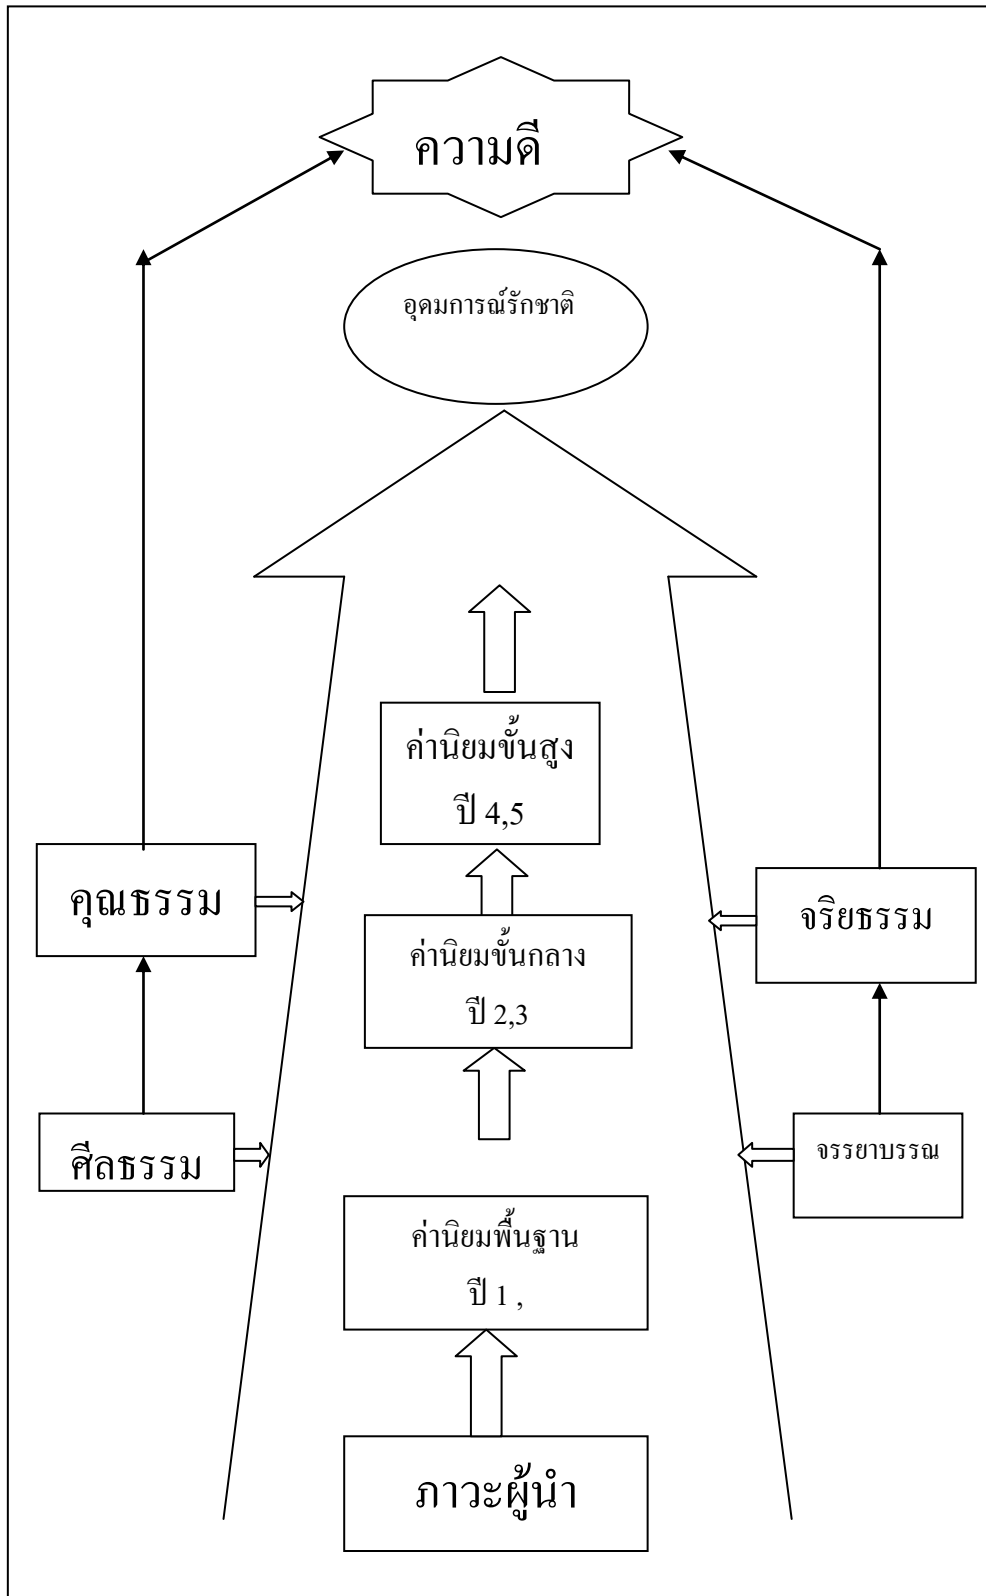 ความดี
อุดมการณ์รักชาติ
ค่านิยมขั้นสูง
ปี 4,5
คุณธรรม
จริยธรรม
ค่านิยมขั้นกลาง
ปี 2,3
ศีลธรรม
จรรยาบรรณ
ค่านิยมพื้นฐาน
ปี 1 ,
ภาวะผู้นำ